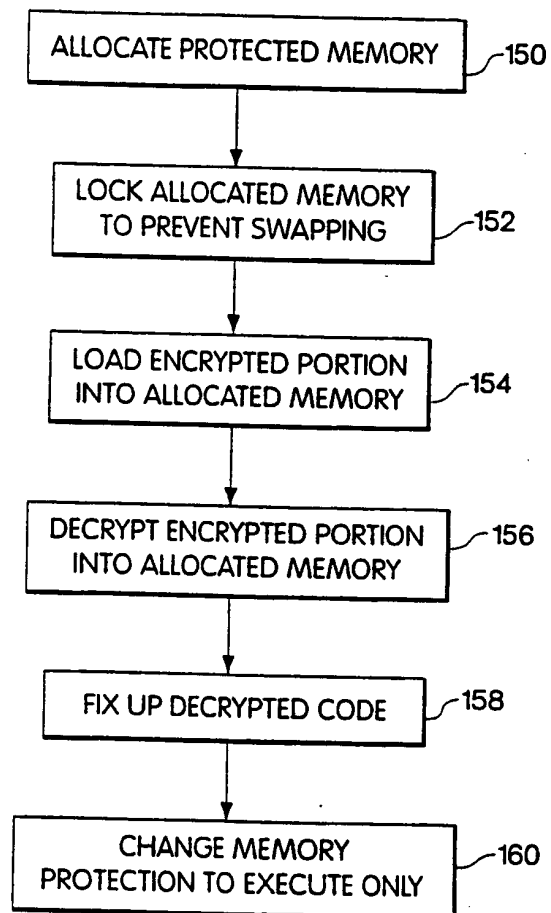 ALLOCATE PROTECTED MEMORY
150
LOCK ALLOCATED MEMORY
TO PREVENT SWAPPING
152
LOAD ENCRYPTED PORTION
INTO ALLOCATED MEMORY
154
DECRYPT ENCRYPTED PORTION
INTO ALLOCATED MEMORY
156
FIX UP DECRYPTED CODE
158
CHANGE MEMORY
PROTECTION TO EXECUTE ONLY
160